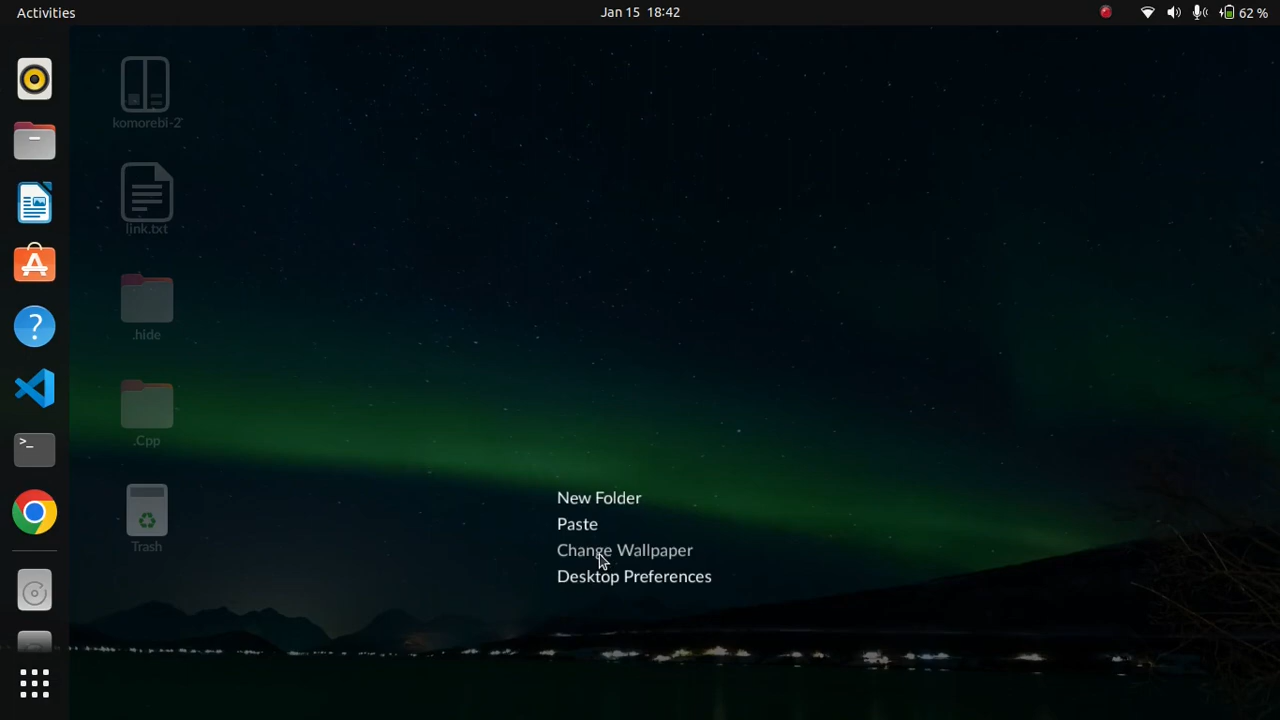 Activities
Jan 15 18:42
62 %
komorebi-2
link.txt
.hide
.Cpp
Trash
New Folder
Paste
Change Wallpaper
Desktop Preferences